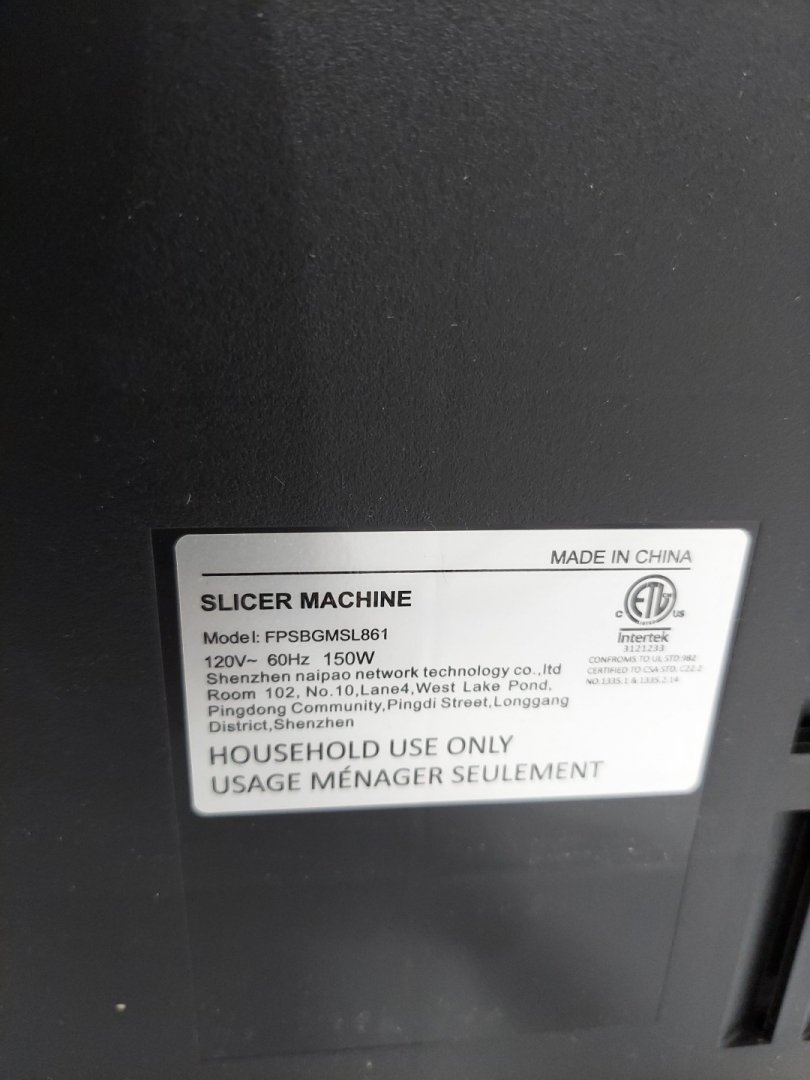 MADE IN CHINA
SLICER MACHINE
Model: FPSBGMSL861
120V~ 60Hz 150W
Shenzhen naipao network technology co.,ltd
Room 102, No.10,Lane4,West Lake Pond,
Pingdong Community,Pingdi Street,Longgang
District,Shenzhen
HOUSEHOLD USE ONLY
USAGE MÉNAGER SEULEMENT
C ETL US
Intertek
3121233
CONFROMS TO UL STD.982
CERTIFIED TO CSA STD. C22.2
NO.1335.1 & 1335.2.14